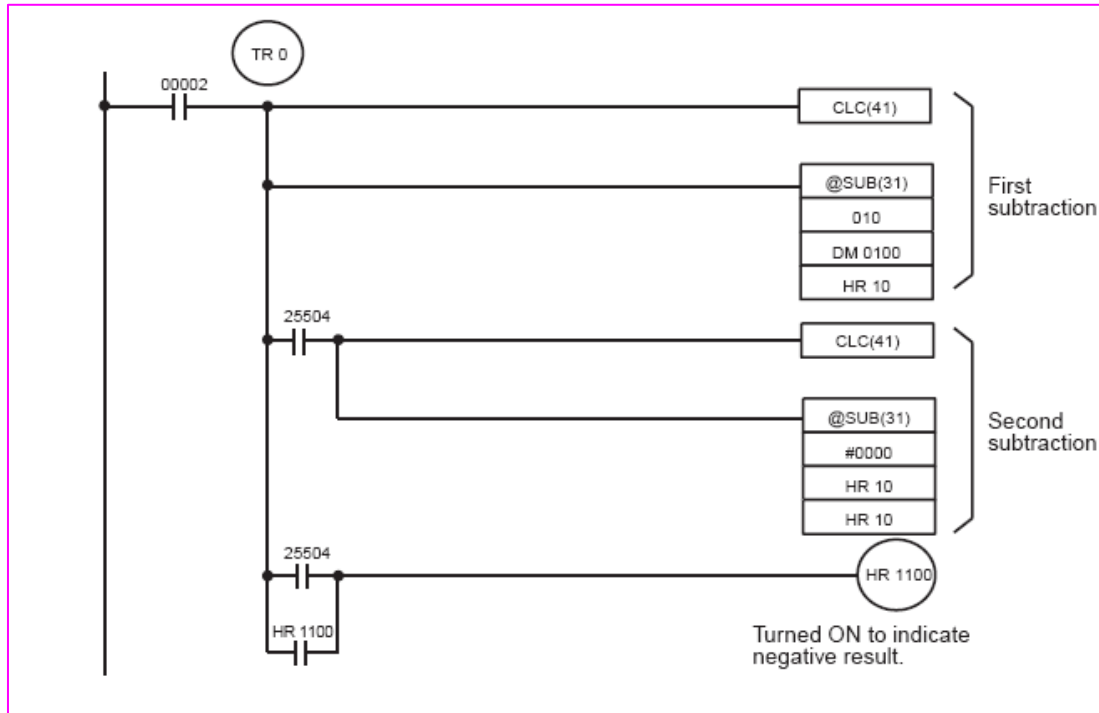 TR 0
00002
CLC(41)
@SUB(31)
010
DM 0100
HR 10
First
subtraction
25504
CLC(41)
@SUB(31)
#0000
HR 10
HR 10
Second
subtraction
25504
HR 1100
HR 1100
Turned ON to indicate
negative result.